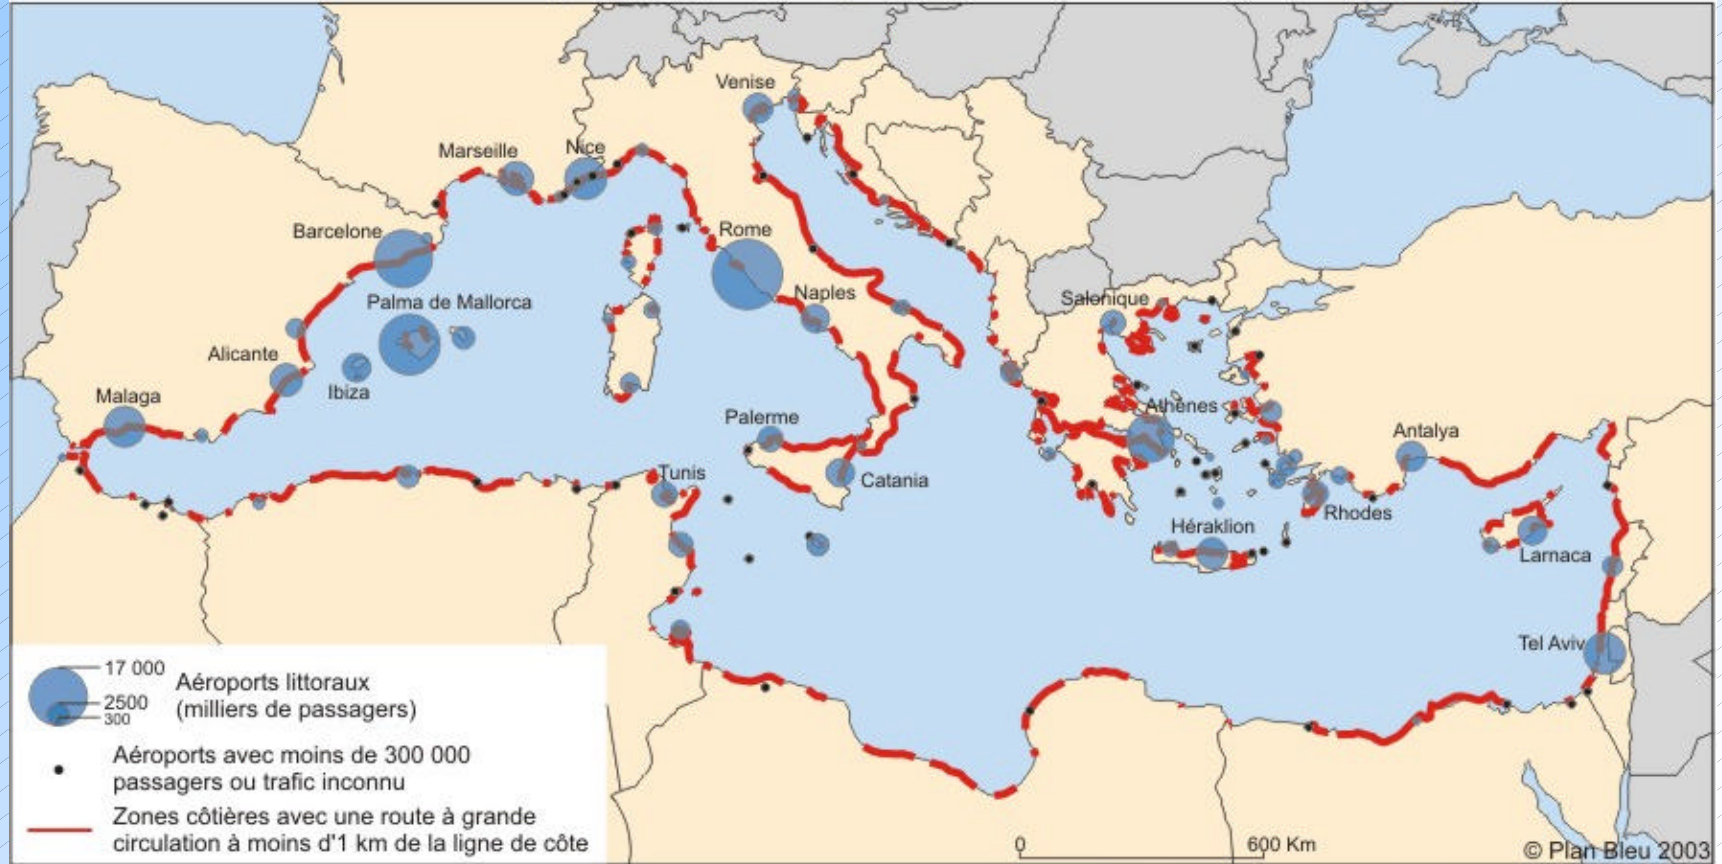 Venise
Marseille
Nice
Barcelone
Rome
Palma de Mallorca
Naples
Salonique
Alicante
Ibiza
Malaga
Palerme
Athènes
Antalya
Tunis
Catania
Rhodes
Héraklion
Larnaca
Tel Aviv
17 000
2500
300
Aéroports littoraux
(milliers de passagers)
Aéroports avec moins de 300 000
passagers ou trafic inconnu
Zones côtières avec une route à grande
circulation à moins d'1 km de la ligne de côte
0 600 Km
© Plan Bleu 2003